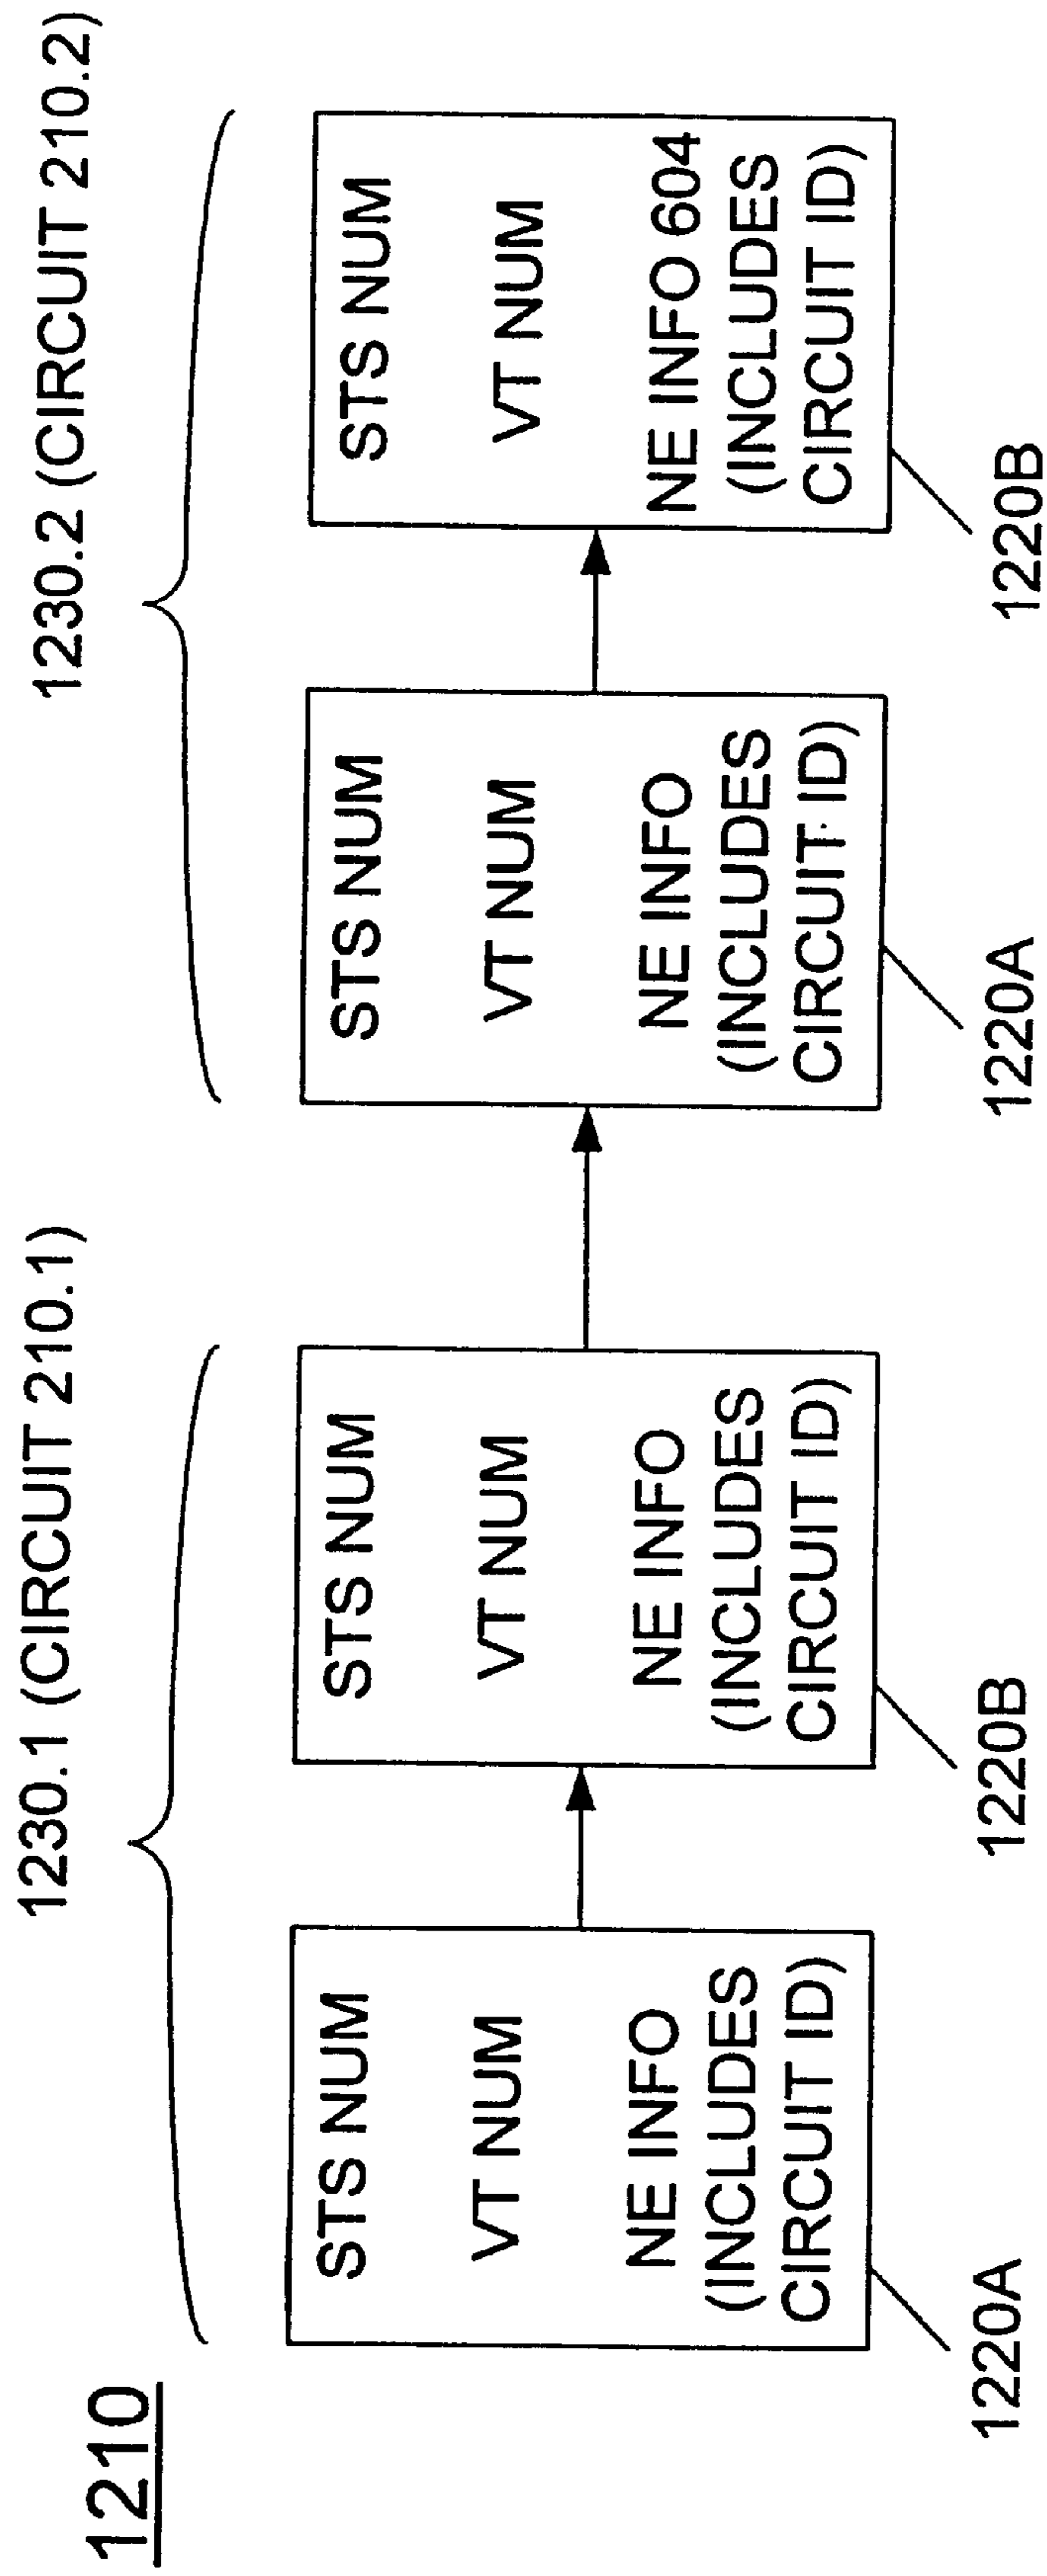 1210
1230.1 (CIRCUIT 210.1)
1230.2 (CIRCUIT 210.2)
STS NUM
VT NUM
NE INFO
(INCLUDES
CIRCUIT ID)
1220A
STS NUM
VT NUM
NE INFO
(INCLUDES
CIRCUIT ID)
1220B
STS NUM
VT NUM
NE INFO
(INCLUDES
CIRCUIT ID)
1220A
STS NUM
VT NUM
NE INFO 604
(INCLUDES
CIRCUIT ID)
1220B